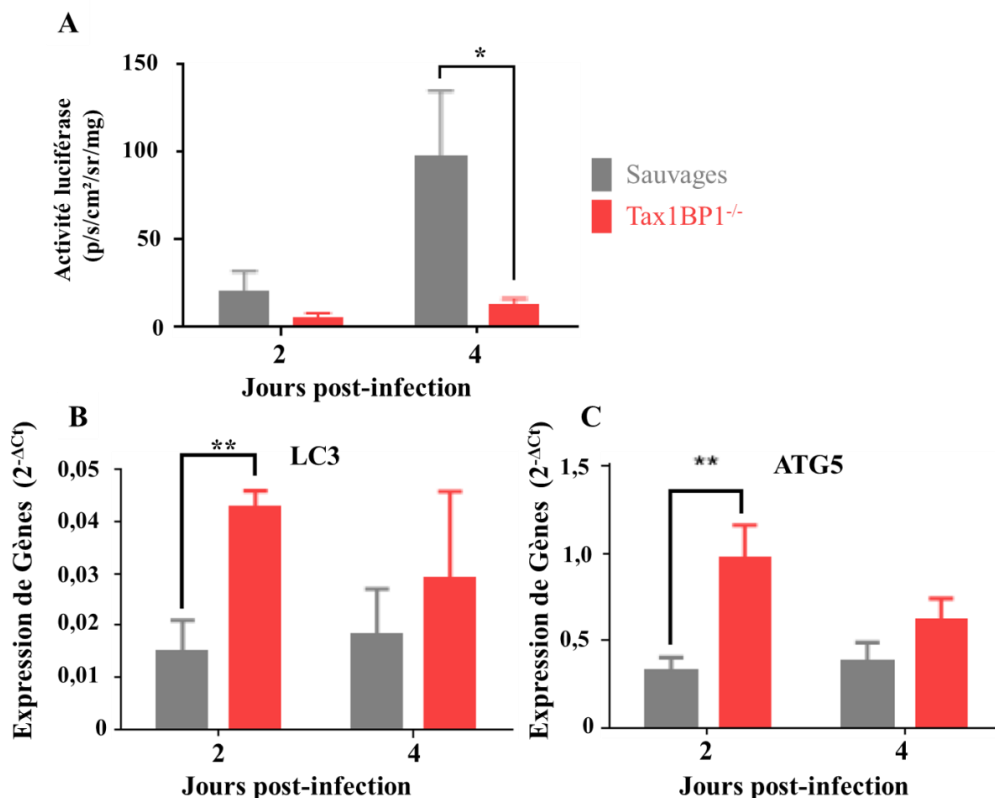 A
Activité luciférase
(p/s/cm²/sr/mg)
150
100
50
0
*
2
4
Jours post-infection
Sauvages
Tax1BP1-/-
B
Expression de Gènes (2-ΔCt)
0,05
0,04
0,03
0,02
0,01
0
**
LC3
2
4
Jours post-infection
C
Expression de Gènes (2-ΔCt)
1,5
1,0
0,5
0
**
ATG5
2
4
Jours post-infection